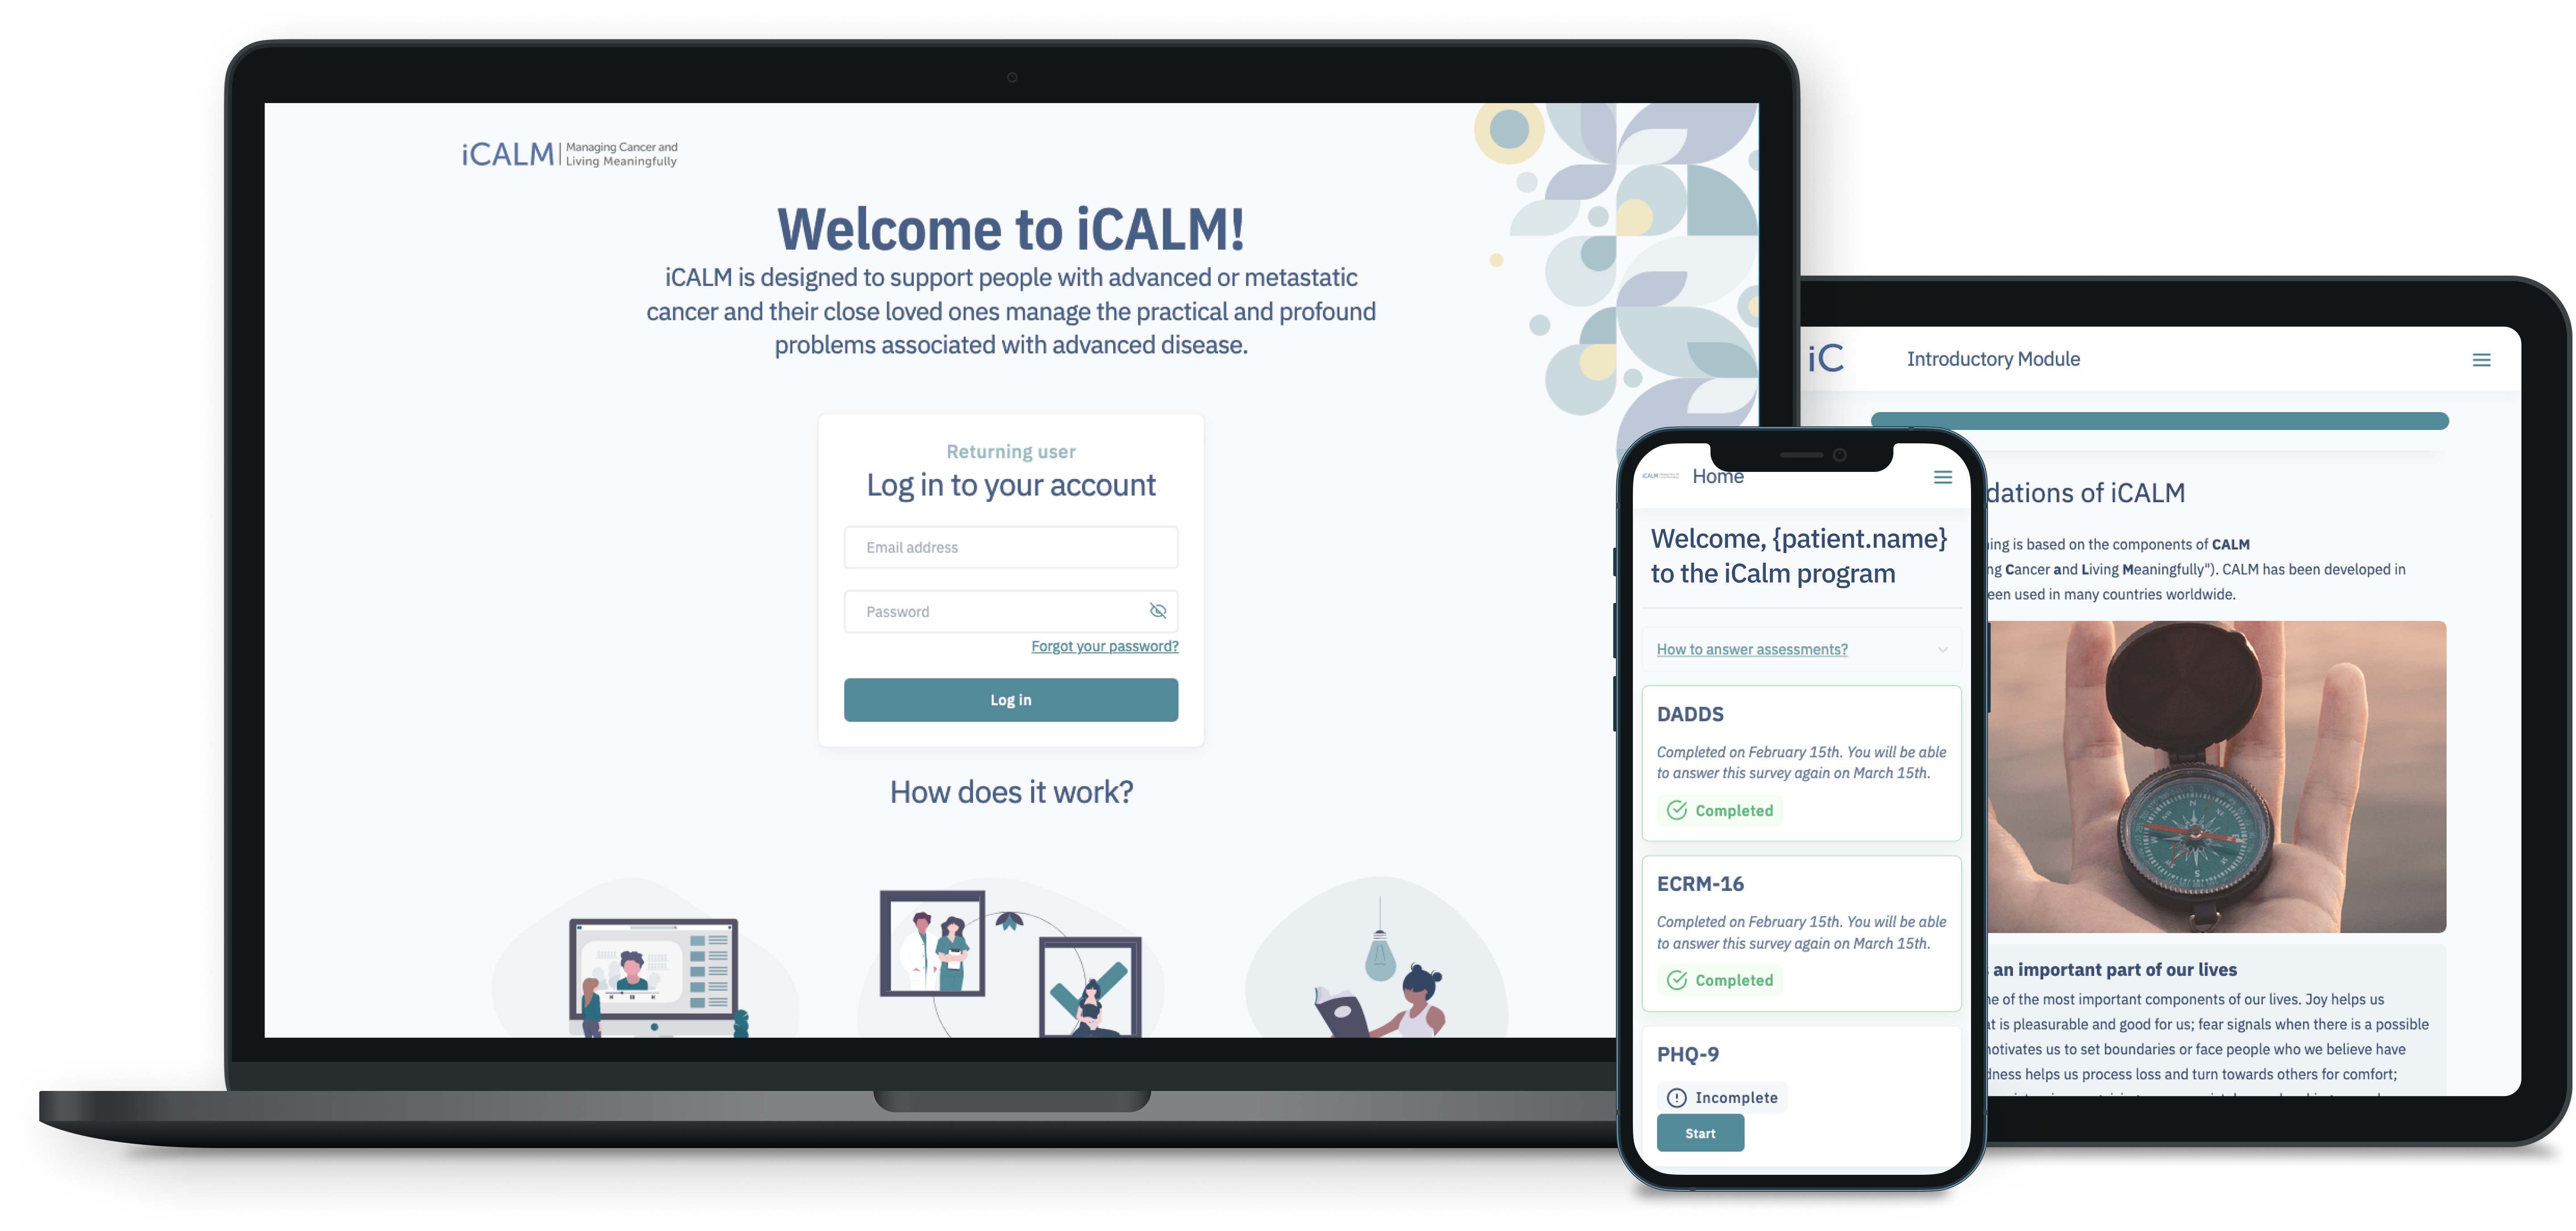 iCALM | Managing Cancer and
Living Meaningfully
Welcome to iCALM!
iCALM is designed to support people with advanced or metastatic
cancer and their close loved ones manage the practical and profound
problems associated with advanced disease.
Returning user
Log in to your account
Email address
Password
Forgot your password?
Log in
How does it work?
iCALM
Home
Welcome, {patient.name}
to the iCalm program
How to answer assessments?
DADDS
Completed on February 15th. You will be able
to answer this survey again on March 15th.
Completed
ECRM-16
Completed on February 15th. You will be able
to answer this survey again on March 15th.
Completed
PHQ-9
Incomplete
Start
iC
Introductory Module
dations of iCALM
ing is based on the components of CALM
ng Cancer and Living Meaningfully"). CALM has been developed in
een used in many countries worldwide.
N
E
S
W
an important part of our lives
ne of the most important components of our lives. Joy helps us
at is pleasurable and good for us; fear signals when there is a possible
motivates us to set boundaries or face people who we believe have
dness helps us process loss and turn towards others for comfort;